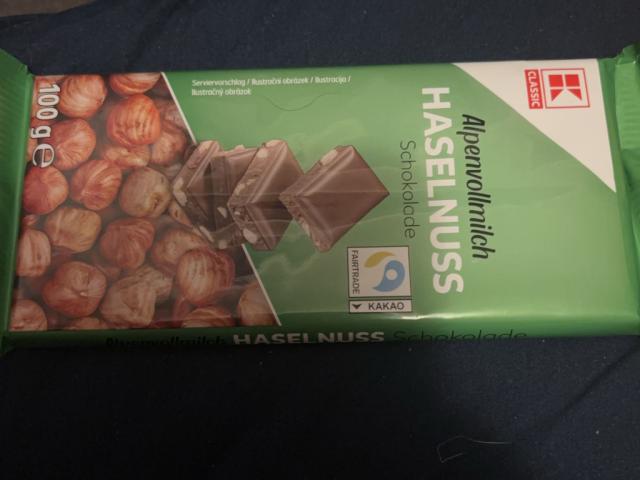 K
CLASSIC
Alpenvollmilch
HASELNUSS
Schokolade
Serviervorschlag / Ilustrační obrázek / Ilustracija /
Ilustračný obrázok
100 g e
FAIRTRADE
KAKAO
Alpenvollmilch HASELNUSS Schokolade